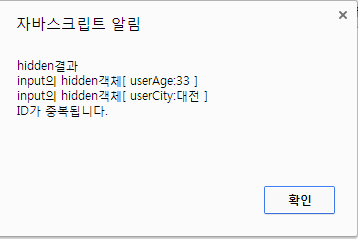 자바스크립트 알림
hidden결과
input의 hidden객체[ userAge:33 ]
input의 hidden객체[ userCity:대전 ]
ID가 중복됩니다.
확인